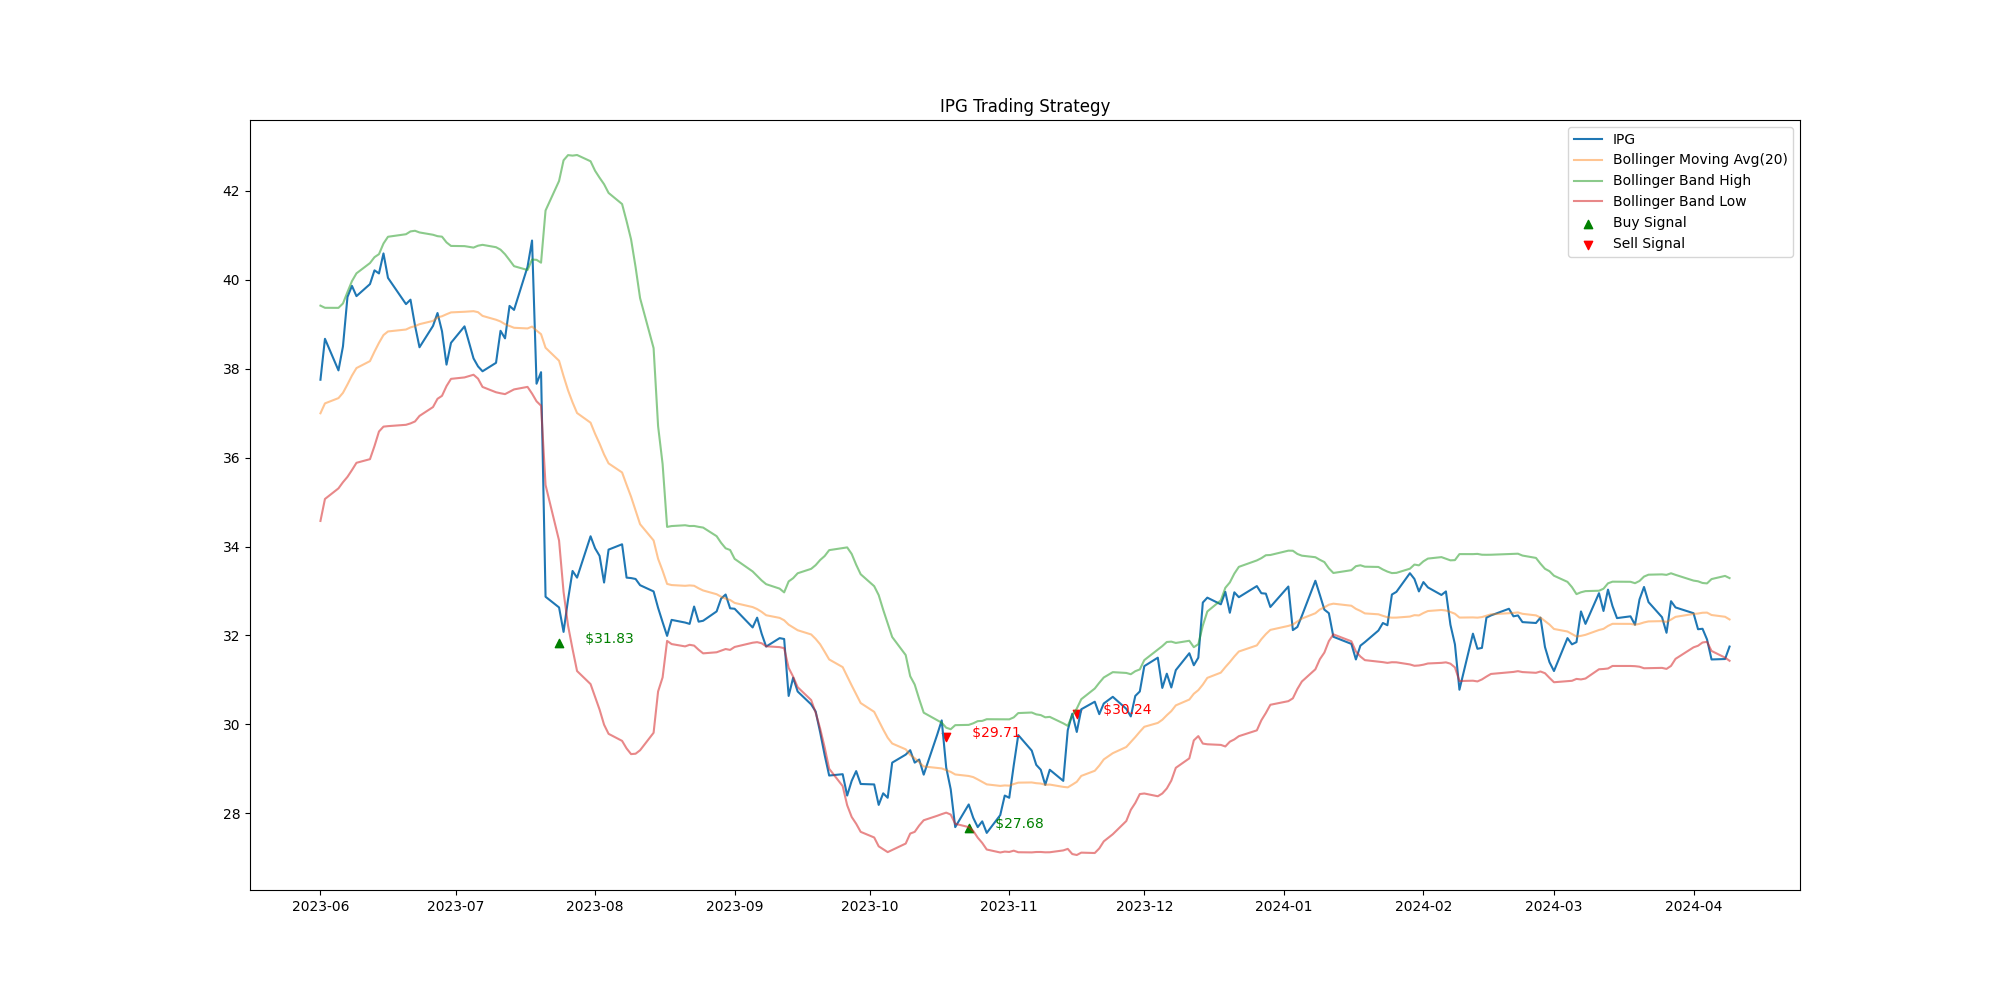 IPG Trading Strategy
IPG
Bollinger Moving Avg(20)
Bollinger Band High
Bollinger Band Low
Buy Signal
Sell Signal
42
40
38
36
34
32
30
28
$31.83
$30.24
$29.71
$27.68
2023-06 2023-07 2023-08 2023-09 2023-10 2023-11 2023-12 2024-01 2024-02 2024-03 2024-04